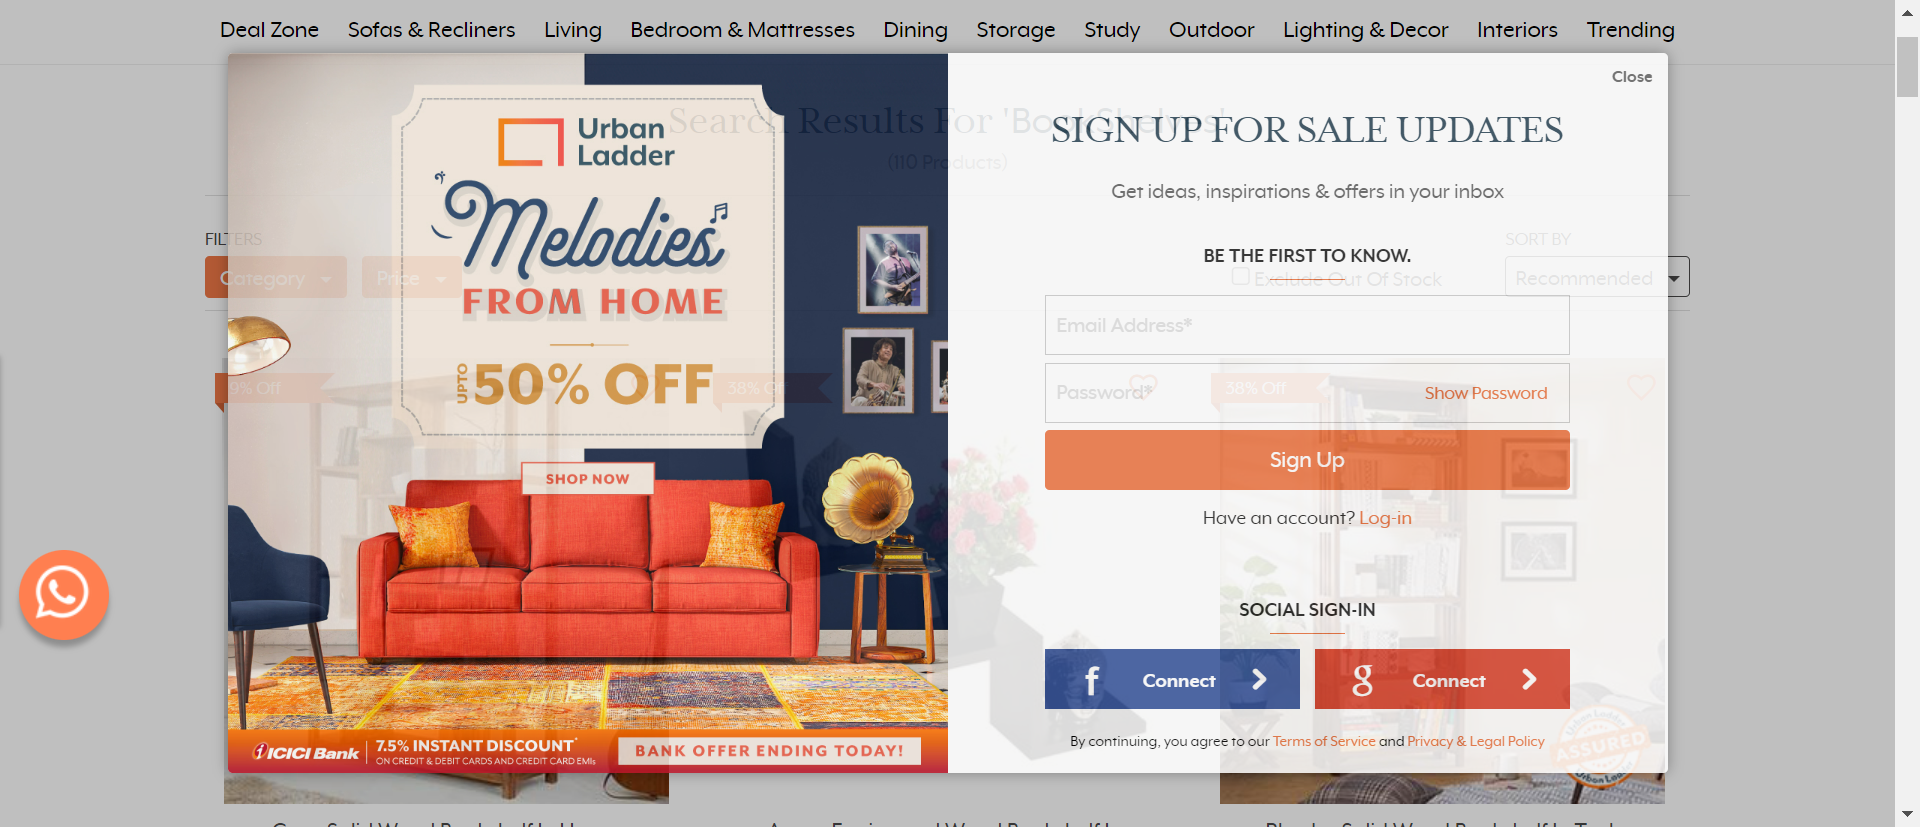 Deal Zone Sofas & Recliners Living Bedroom & Mattresses Dining Storage Study Outdoor Lighting & Decor Interiors Trending
Close
Search Results For 'Book Shelves'
(110 Products)
FILTERS
Category
Price
Exclude Out Of Stock
SORT BY
Recommended
38% Off
38% Off
Urban
Ladder
Melodies
FROM HOME
UPTO 50% OFF
SHOP NOW
ICICI Bank
7.5% INSTANT DISCOUNT*
ON CREDIT & DEBIT CARDS AND CREDIT CARD EMIs
BANK OFFER ENDING TODAY!
SIGN UP FOR SALE UPDATES
Get ideas, inspirations & offers in your inbox
BE THE FIRST TO KNOW.
Email Address*
Password*
Show Password
Sign Up
Have an account? Log-in
SOCIAL SIGN-IN
f Connect
g Connect
By continuing, you agree to our Terms of Service and Privacy & Legal Policy
ASSURED
Urban Ladder